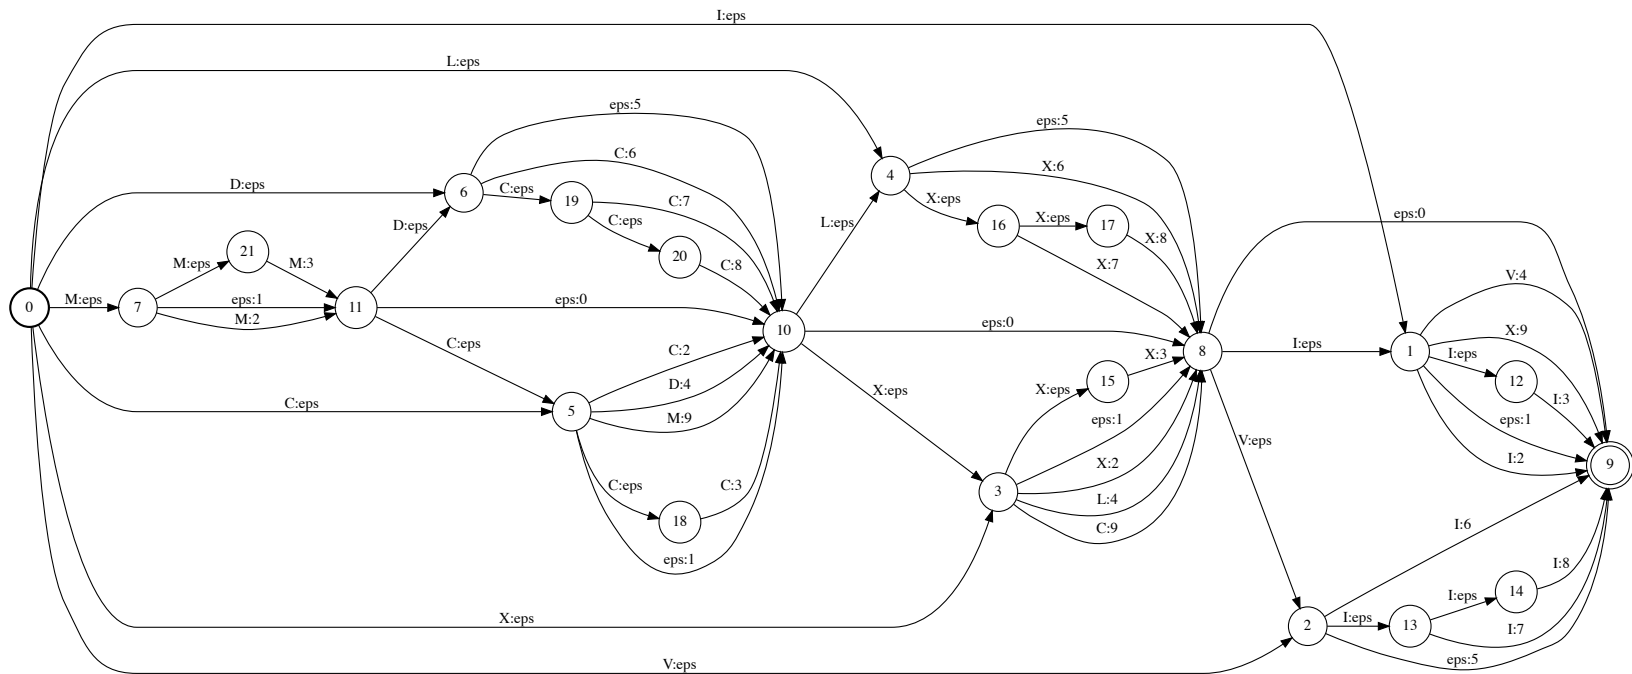 I:eps
L:eps
eps:5
C:6
D:eps
6
C:eps
19
C:7
C:eps
20
C:8
D:eps
M:eps
21
M:3
0
M:eps
7
eps:1
M:2
11
eps:0
C:eps
10
L:eps
4
eps:5
X:6
X:eps
16
X:eps
17
X:8
X:7
eps:0
eps:0
8
I:eps
1
V:4
X:9
I:eps
12
I:3
eps:1
I:2
9
C:2
D:4
M:9
C:eps
5
C:eps
18
C:3
eps:1
X:eps
3
X:eps
15
X:3
eps:1
X:2
L:4
C:9
V:eps
2
I:6
I:eps
13
I:eps
14
I:8
I:7
eps:5
X:eps
V:eps